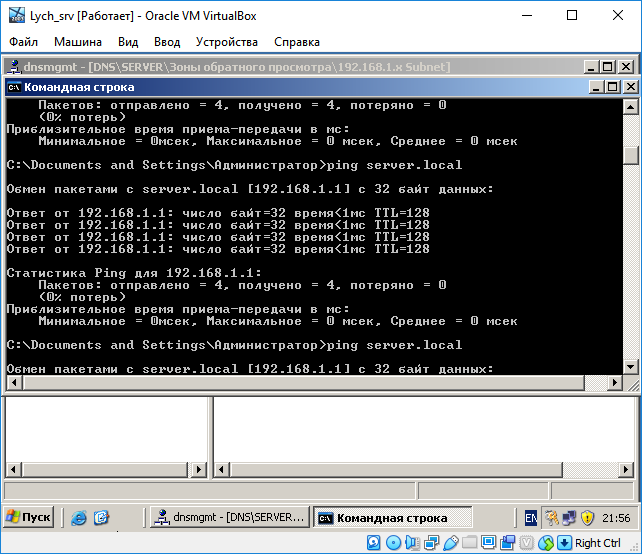 Lych_srv [Работает] - Oracle VM VirtualBox
Файл Машина Вид Ввод Устройства Справка
dnsmgmt - [DNS\SERVER\Зоны обратного просмотра\192.168.1.x Subnet]
Командная строка
Пакетов: отправлено = 4, получено = 4, потеряно = 0
(0% потерь)
Приблизительное время приема-передачи в мс:
Минимальное = 0мсек, Максимальное = 0 мсек, Среднее = 0 мсек
C:\Documents and Settings\Администратор>ping server.local
Обмен пакетами с server.local [192.168.1.1] с 32 байт данных:
Ответ от 192.168.1.1: число байт=32 время<1мс TTL=128
Ответ от 192.168.1.1: число байт=32 время<1мс TTL=128
Ответ от 192.168.1.1: число байт=32 время<1мс TTL=128
Ответ от 192.168.1.1: число байт=32 время<1мс TTL=128
Статистика Ping для 192.168.1.1:
Пакетов: отправлено = 4, получено = 4, потеряно = 0
(0% потерь)
Приблизительное время приема-передачи в мс:
Минимальное = 0мсек, Максимальное = 0 мсек, Среднее = 0 мсек
C:\Documents and Settings\Администратор>ping server.local
Обмен пакетами с server.local [192.168.1.1] с 32 байт данных:
Пуск dnsmgmt - [DNS\SERVER... Командная строка EN 21:56
Right Ctrl